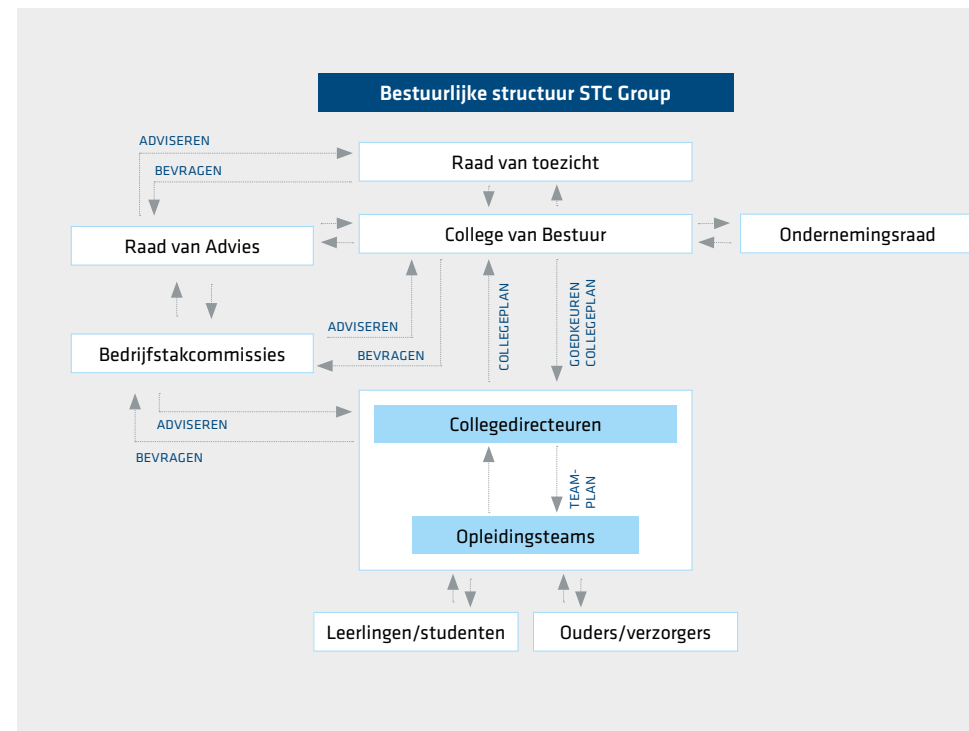 Bestuurlijke structuur STC Group
ADVISEREN
Raad van toezicht
BEVRAGEN
Raad van Advies
College van Bestuur
Ondernemingsraad
ADVISEREN
BEVRAGEN
COLLEGEPLAN
GOEDKEUREN
COLLEGEPLAN
Bedrijfstakcommissies
ADVISEREN
BEVRAGEN
Collegedirecteuren
TEAM-
PLAN
Opleidingsteams
Leerlingen/studenten
Ouders/verzorgers